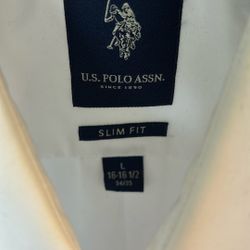 U.S. POLO ASSN.
SINCE 1890
SLIM FIT
L
16-16 1/2
34/35